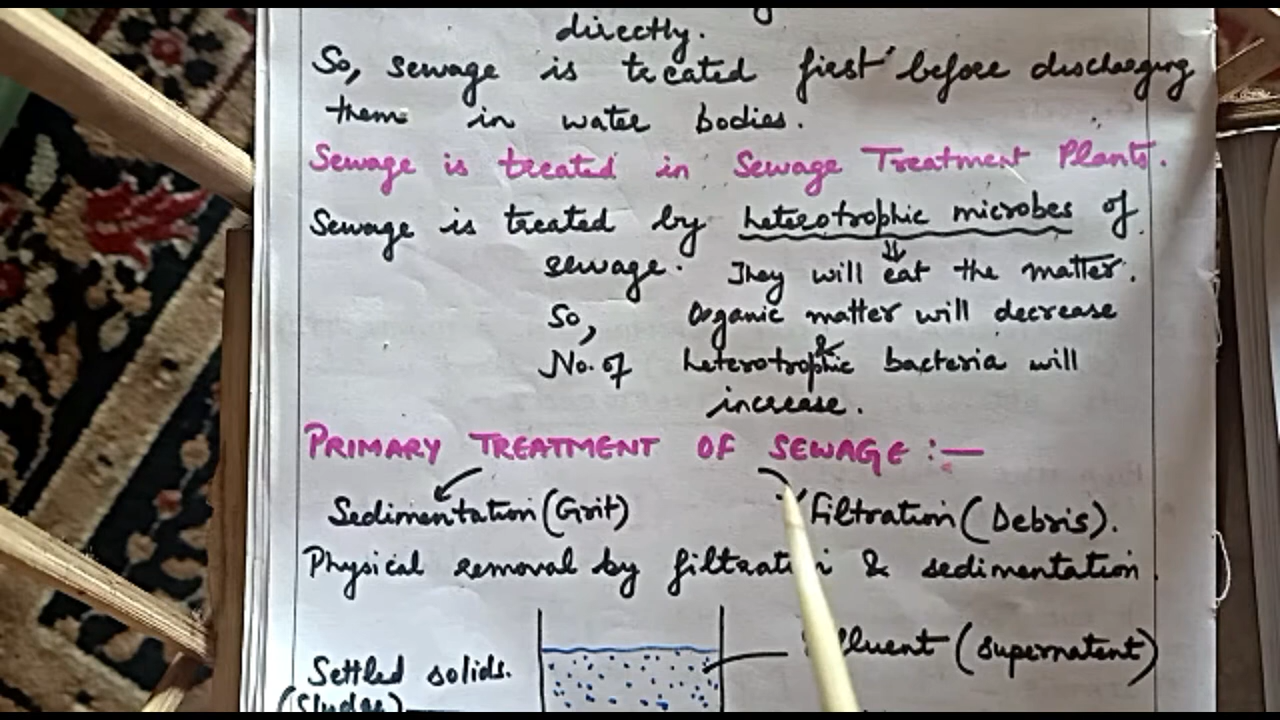 directly.
So, sewage is treated first before discharging
them in water bodies.
Sewage is treated in Sewage Treatment Plants.
Sewage is treated by heterotrophic microbes of
sewage. They will eat the matter.
So, Organic matter will decrease
&
No. of heterotrophic bacteria will
increase.
PRIMARY TREATMENT OF SEWAGE :—
Sedimentation (Grit) Filtration (Debris).
Physical removal by filtration & sedimentation.
Settled solids. (Supernatent)
(Sludge)